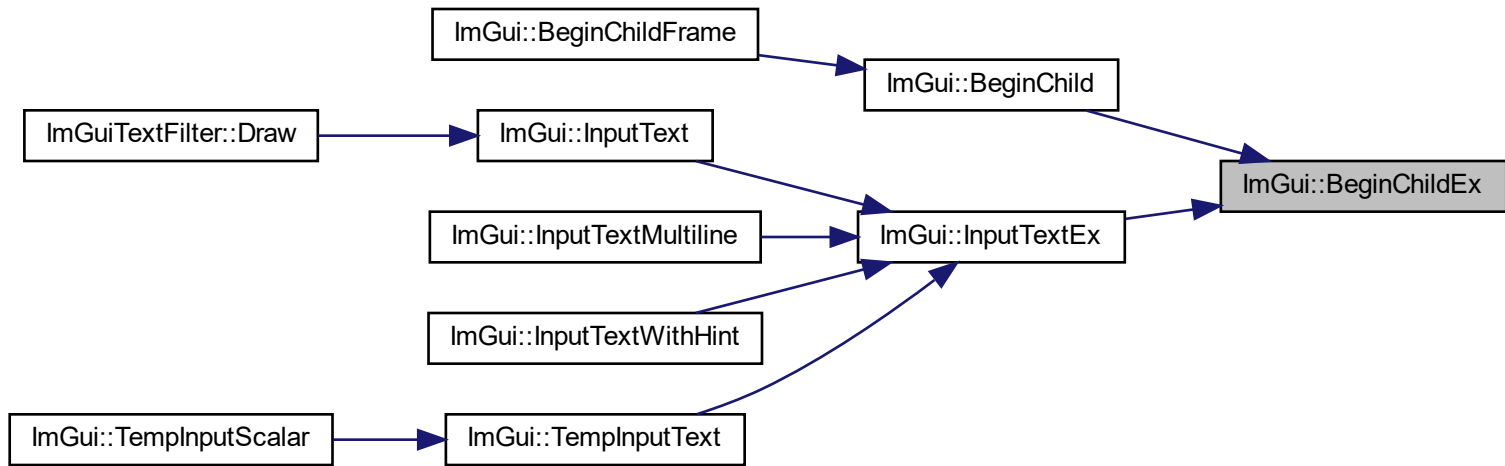 ImGui::BeginChildFrame
ImGui::BeginChild
ImGuiTextFilter::Draw
ImGui::InputText
ImGui::BeginChildEx
ImGui::InputTextMultiline
ImGui::InputTextEx
ImGui::InputTextWithHint
ImGui::TempInputScalar
ImGui::TempInputText